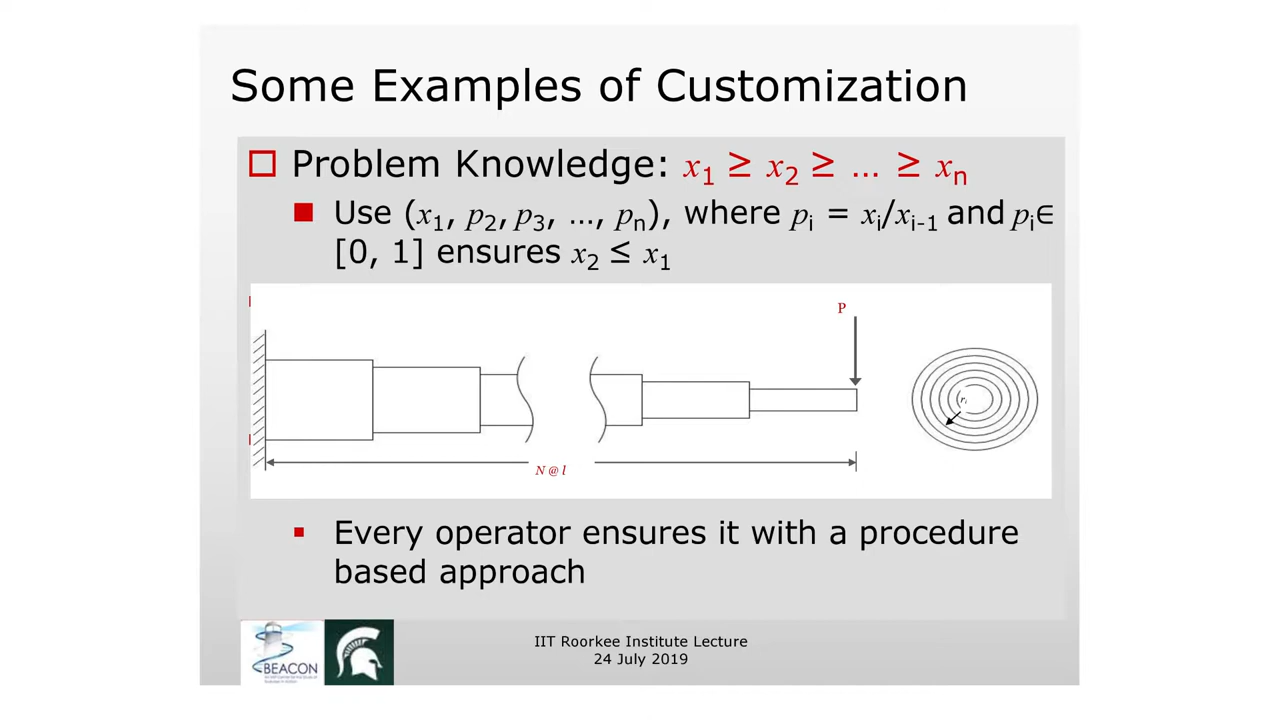 Some Examples of Customization
Problem Knowledge: x1 ≥ x2 ≥ … ≥ xn
Use (x1, p2, p3, …, pn), where pi = xi/xi-1 and pi∈
[0, 1] ensures x2 ≤ x1
P
ri
N @ l
Every operator ensures it with a procedure
based approach
BEACON
IIT Roorkee Institute Lecture
24 July 2019